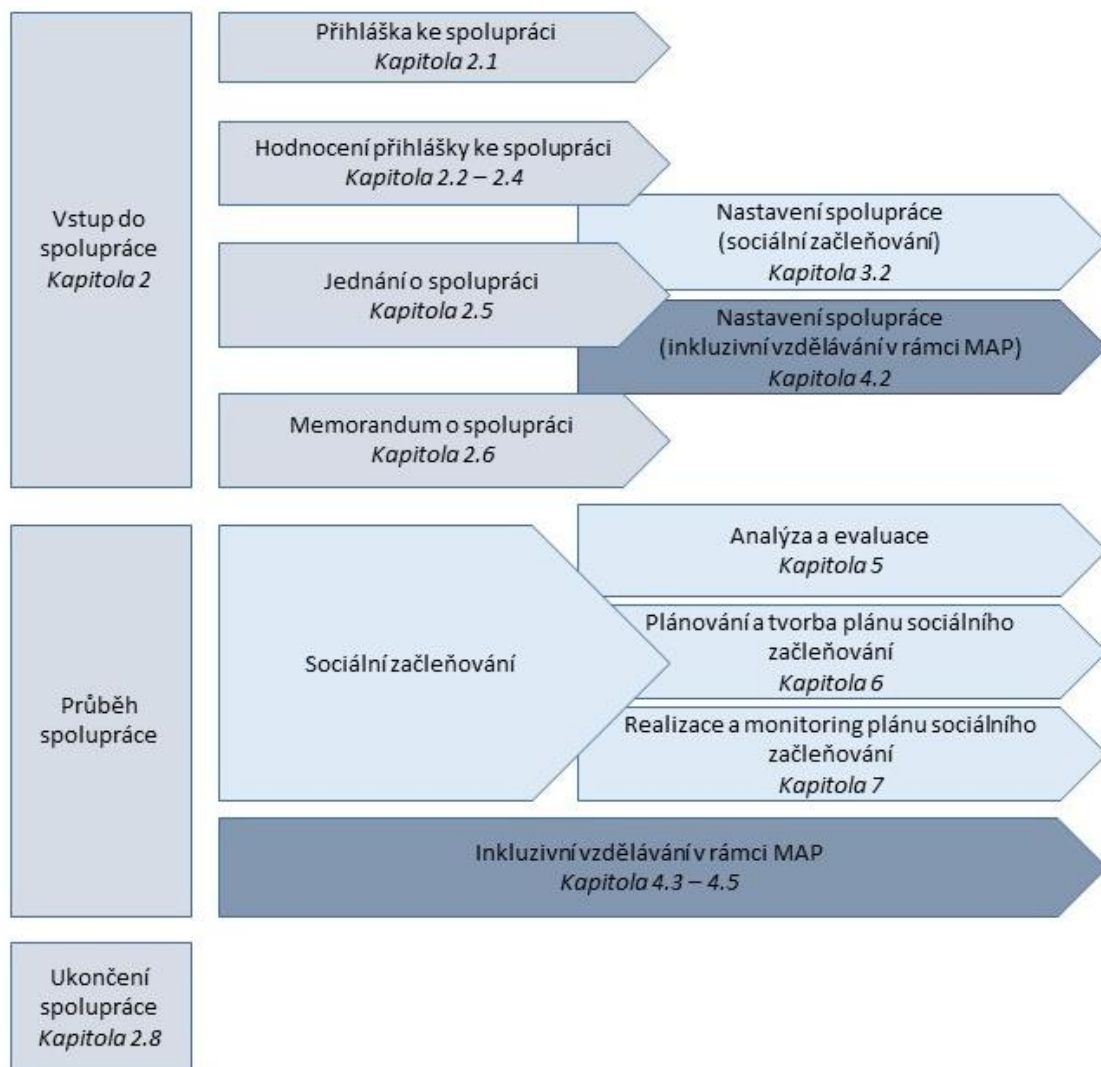 Vstup do
spolupráce
Kapitola 2
Přihláška ke spolupráci
Kapitola 2.1
Hodnocení přihlášky ke spolupráci
Kapitola 2.2 – 2.4
Jednání o spolupráci
Kapitola 2.5
Nastavení spolupráce
(sociální začleňování)
Kapitola 3.2
Nastavení spolupráce
(inkluzivní vzdělávání v rámci MAP)
Kapitola 4.2
Memorandum o spolupráci
Kapitola 2.6
Průběh
spolupráce
Sociální začleňování
Analýza a evaluace
Kapitola 5
Plánování a tvorba plánu sociálního
začleňování
Kapitola 6
Realizace a monitoring plánu sociálního
začleňování
Kapitola 7
Inkluzivní vzdělávání v rámci MAP
Kapitola 4.3 – 4.5
Ukončení
spolupráce
Kapitola 2.8